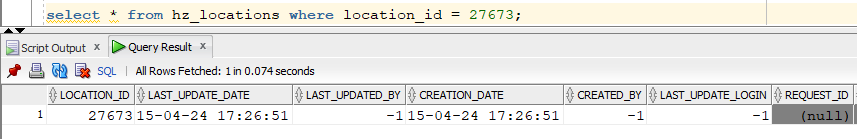 select * from hz_locations where location_id = 27673;
Script Output x Query Result x
SQL | All Rows Fetched: 1 in 0.074 seconds
LOCATION_ID LAST_UPDATE_DATE LAST_UPDATED_BY CREATION_DATE CREATED_BY LAST_UPDATE_LOGIN REQUEST_ID
1 27673 15-04-24 17:26:51 -1 15-04-24 17:26:51 -1 -1 (null)